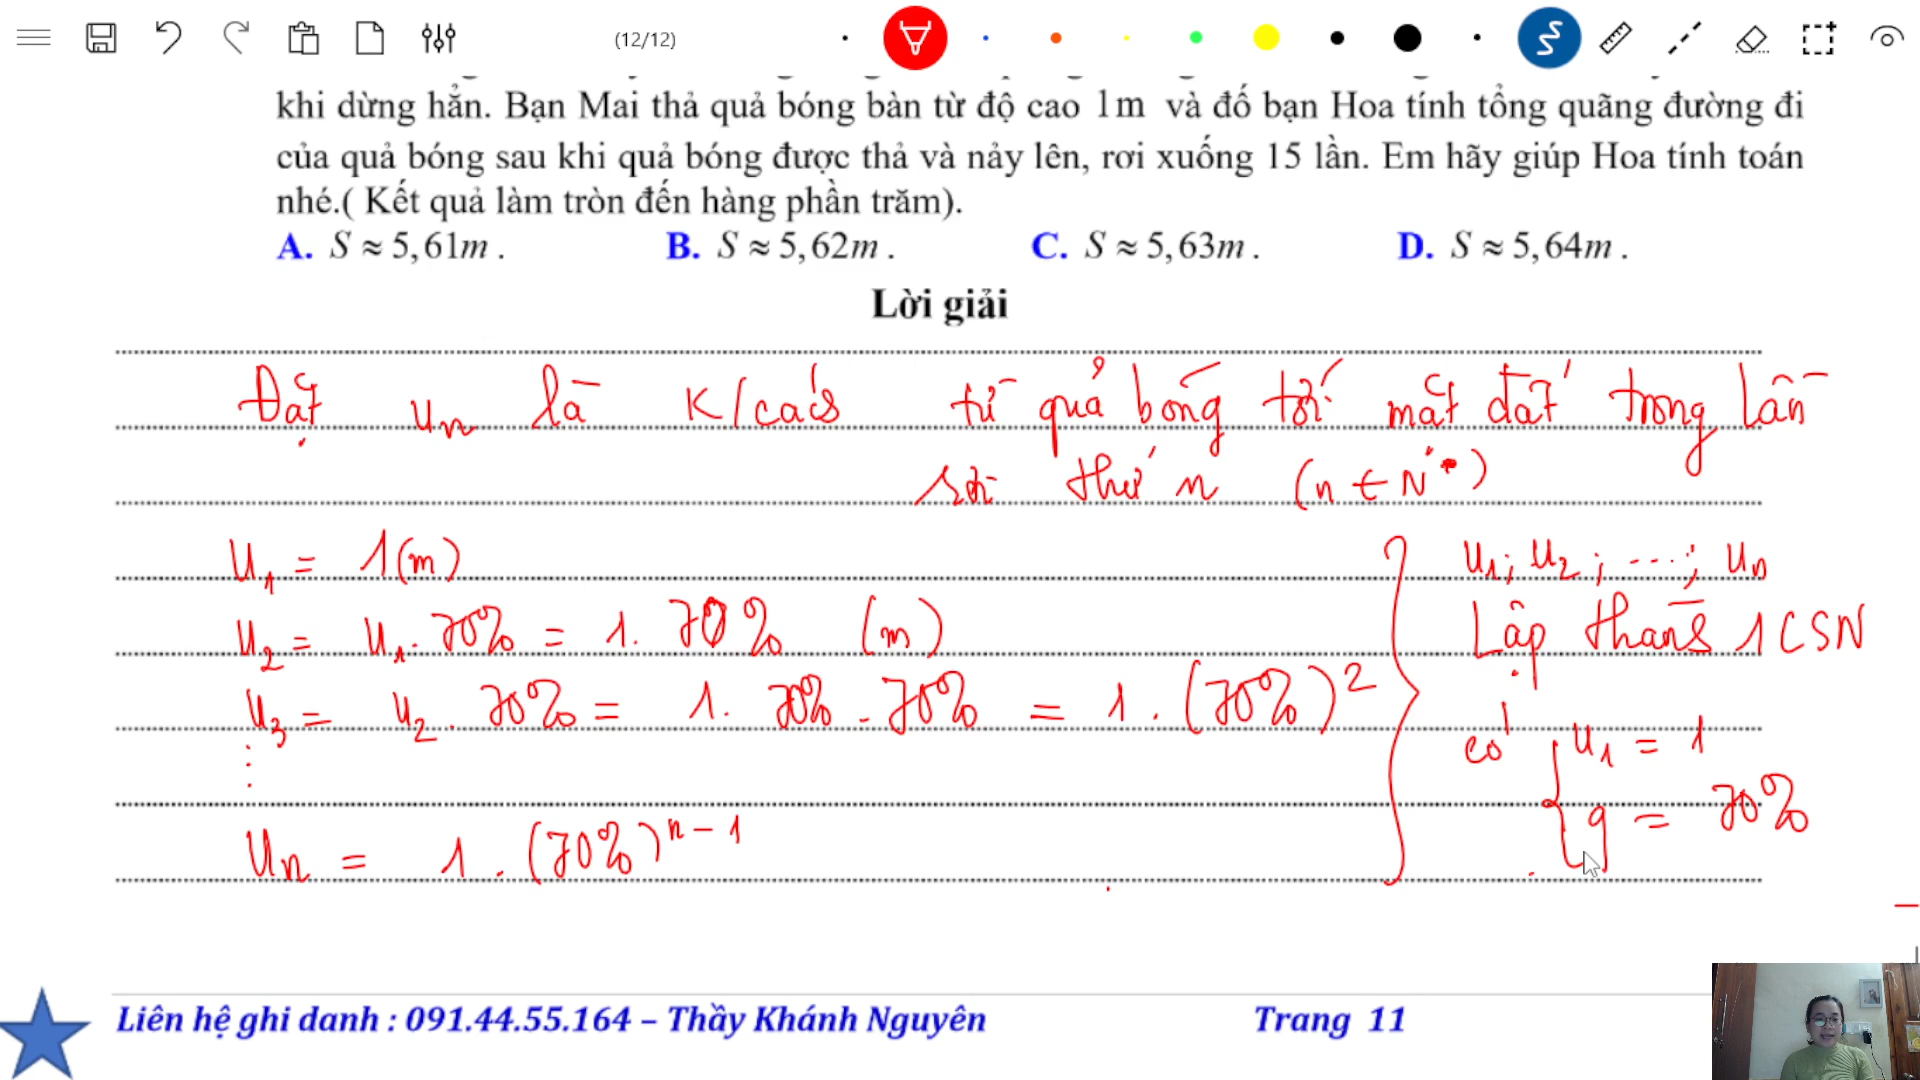 (12/12)
khi dừng hẳn. Bạn Mai thả quả bóng bàn từ độ cao 1m và đố bạn Hoa tính tổng quãng đường đi
của quả bóng sau khi quả bóng được thả và nảy lên, rơi xuống 15 lần. Em hãy giúp Hoa tính toán
nhé.( Kết quả làm tròn đến hàng phần trăm).
A. S ≈ 5,61m . B. S ≈ 5,62m . C. S ≈ 5,63m . D. S ≈ 5,64m .
Lời giải
Đặt uₙ là K/cách từ quả bóng tới mặt đất trong lần
rơi thứ n (n ∈ N*)
u₁ = 1(m)
u₂ = u₁. 70% = 1. 70% (m)
u₃ = u₂ . 70% = 1. 70% . 70% = 1 . (70%)²
⋮
uₙ = 1 . (70%)ⁿ⁻¹
u₁; u₂; ...; uₙ
Lập thành 1 CSN
có { u₁ = 1
q = 70%
Liên hệ ghi danh : 091.44.55.164 – Thầy Khánh Nguyên Trang 11